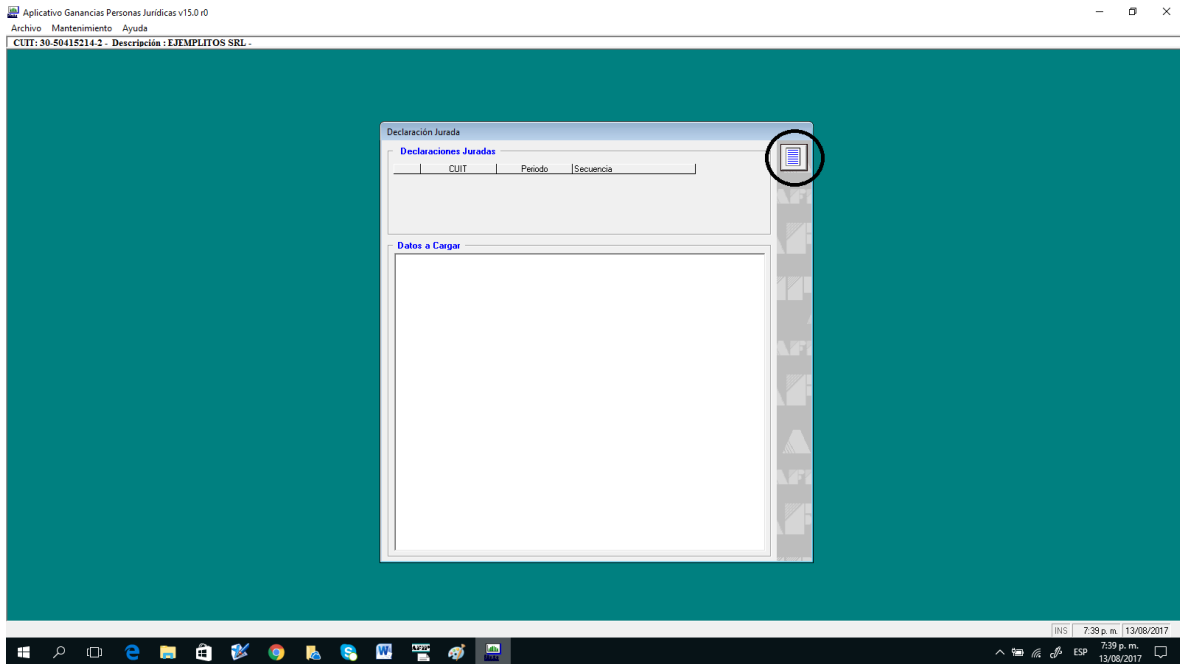 Aplicativo Ganancias Personas Jurídicas v15.0 r0
Archivo Mantenimiento Ayuda
CUIT: 30-50415214-2 - Descripción : EJEMPLITOS SRL -
Declaración Jurada
Declaraciones Juradas
CUIT Periodo Secuencia
Datos a Cargar
INS 7:39 p. m. 13/08/2017
ESP 7:39 p. m.
13/08/2017